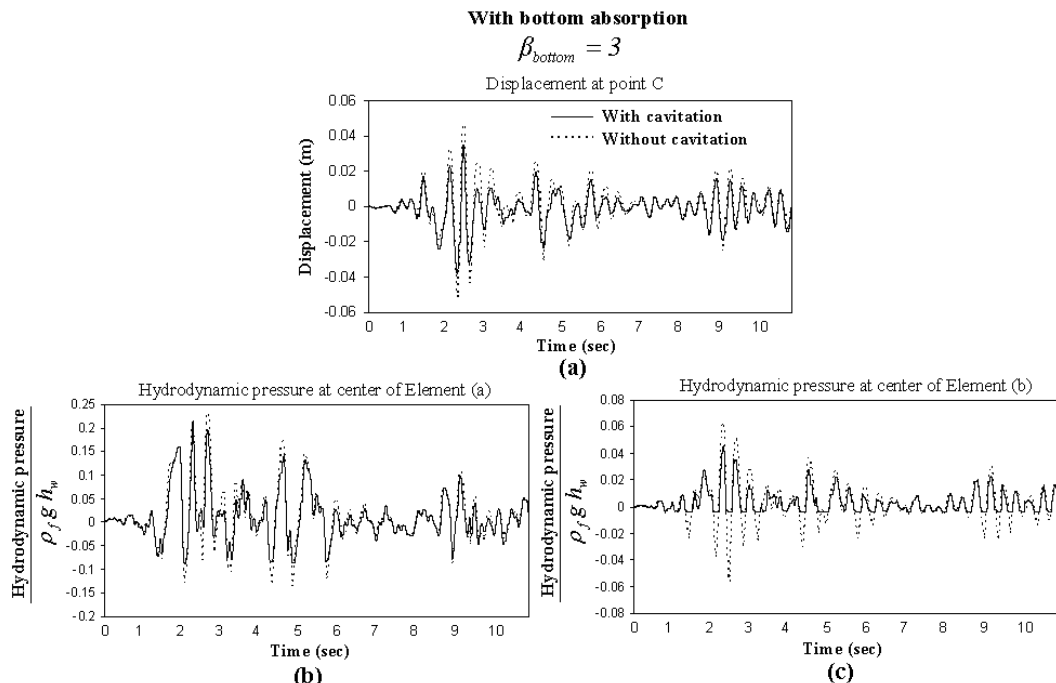 With bottom absorption
β bottom = 3
Displacement at point C
0.06
0.04
0.02
0
-0.02
-0.04
-0.06
Displacement (m)
With cavitation
Without cavitation
0 1 2 3 4 5 6 7 8 9 10
Time (sec)
(a)
Hydrodynamic pressure at center of Element (a)
Hydrodynamic pressure
ρ f g h w
0.25
0.2
0.15
0.1
0.05
0
-0.05
-0.1
-0.15
-0.2
0 1 2 3 4 5 6 7 8 9 10
Time (sec)
(b)
Hydrodynamic pressure at center of Element (b)
Hydrodynamic pressure
ρ f g h w
0.08
0.06
0.04
0.02
0
-0.02
-0.04
-0.06
-0.08
0 1 2 3 4 5 6 7 8 9 10
Time (sec)
(c)